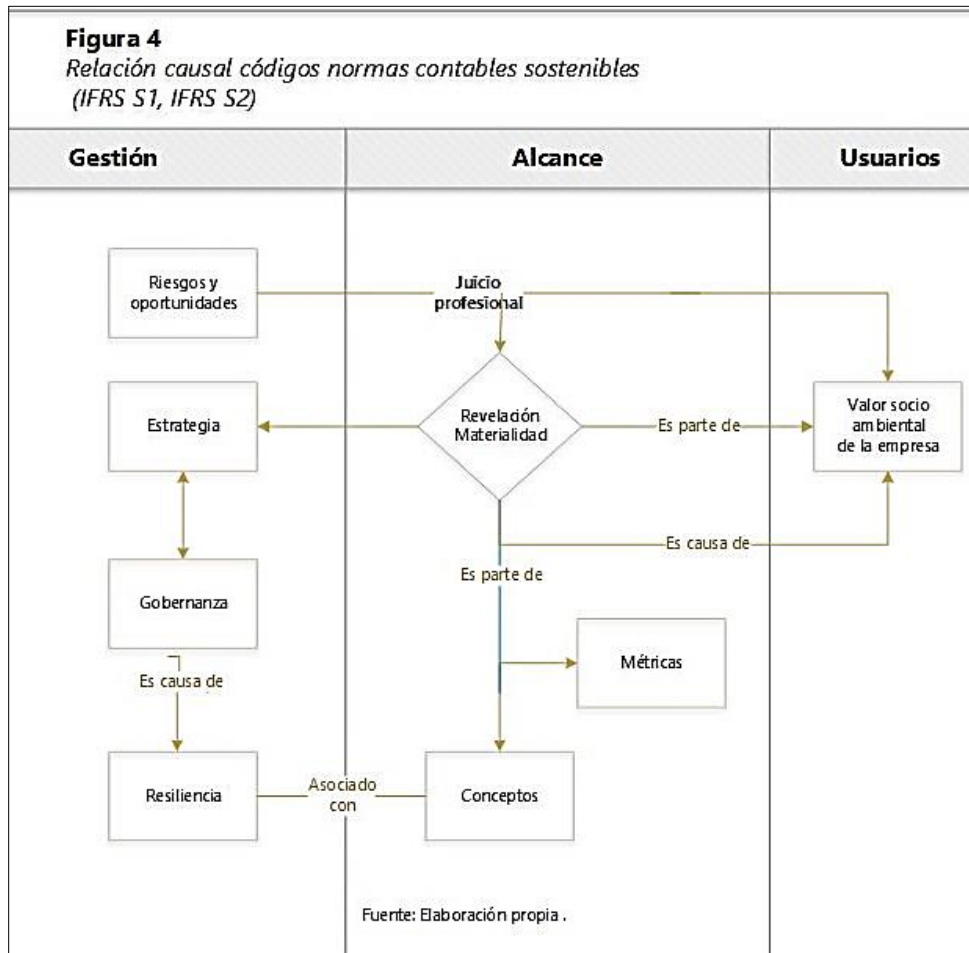 Figura 4
Relación causal códigos normas contables sostenibles
(IFRS S1, IFRS S2)
Gestión
Alcance
Usuarios
Riesgos y
oportunidades
Juicio
profesional
Estrategia
Revelación
Materialidad
Es parte de
Valor socio
ambiental
de la empresa
Es causa de
Es parte de
Gobernanza
Métricas
Es causa de
Resiliencia
Asociado
con
Conceptos
Fuente: Elaboración propia .